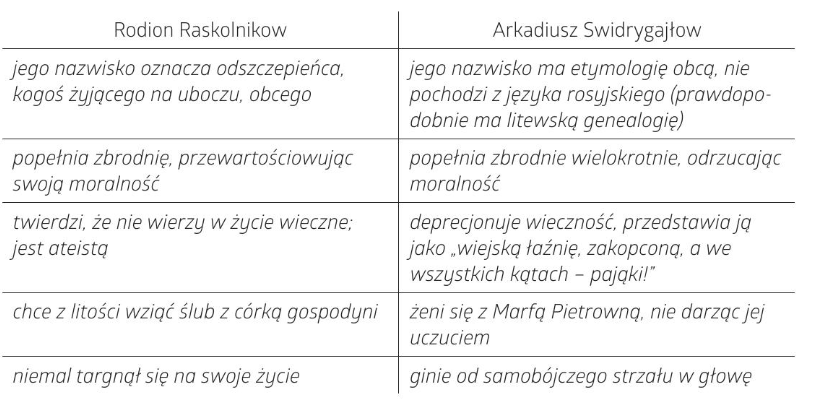 Rodion Raskolnikow
Arkadiusz Swidrygajłow
jego nazwisko oznacza odszczepieńca,
kogoś żyjącego na uboczu, obcego
jego nazwisko ma etymologię obcą, nie
pochodzi z języka rosyjskiego (prawdopo-
dobnie ma litewską genealogię)
popełnia zbrodnię, przewartościowując
swoją moralność
popełnia zbrodnie wielokrotnie, odrzucając
moralność
twierdzi, że nie wierzy w życie wieczne;
jest ateistą
deprecjonuje wieczność, przedstawia ją
jako „wiejską łaźnię, zakopconą, a we
wszystkich kątach – pająki!”
chce z litości wziąć ślub z córką gospodyni
żeni się z Marfą Pietrowną, nie darząc jej
uczuciem
niemal targnął się na swoje życie
ginie od samobójczego strzału w głowę